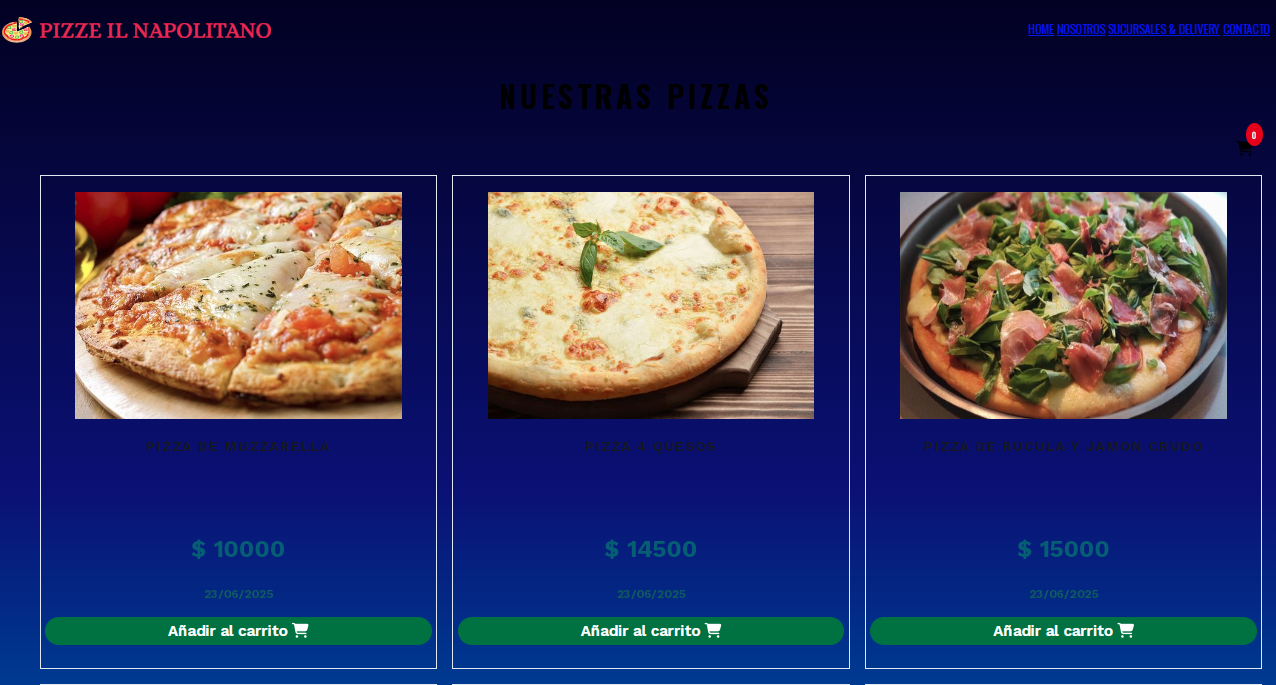 PIZZE IL NAPOLITANO
HOME NOSOTROS SUCURSALES & DELIVERY CONTACTO
NUESTRAS PIZZAS
0
PIZZA DE MUZZARELLA
PIZZA 4 QUESOS
PIZZA DE RUCULA Y JAMON CRUDO
$ 10000
$ 14500
$ 15000
23/06/2025
23/06/2025
23/06/2025
Añadir al carrito
Añadir al carrito
Añadir al carrito